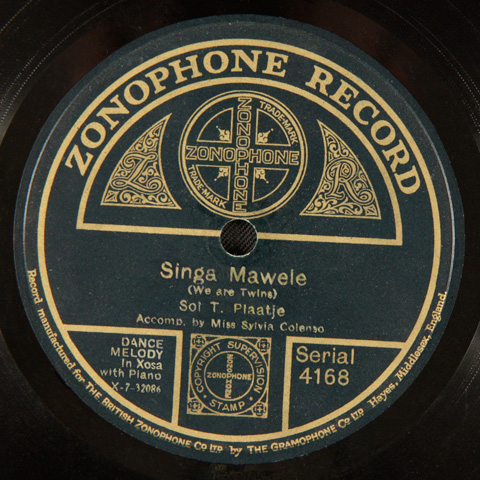 ZONOPHONE RECORD
TRADE-MARK
ZONOPHONE
ZONOPHONE
TRADE-MARK
Z
R
Singa Mawele
(We are Twins)
Sol T. Plaatje
Accomp. by Miss Sylvia Colenso
DANCE
MELODY
In Xosa
with Piano
X-7-32086
COPYRIGHT SUPERVISION
ZONOPHONE
ZONOPHONE
STAMP
Serial
4168
Record manufactured for THE BRITISH ZONOPHONE Co LTD by THE GRAMOPHONE Co LTD Hayes, Middlesex, England.